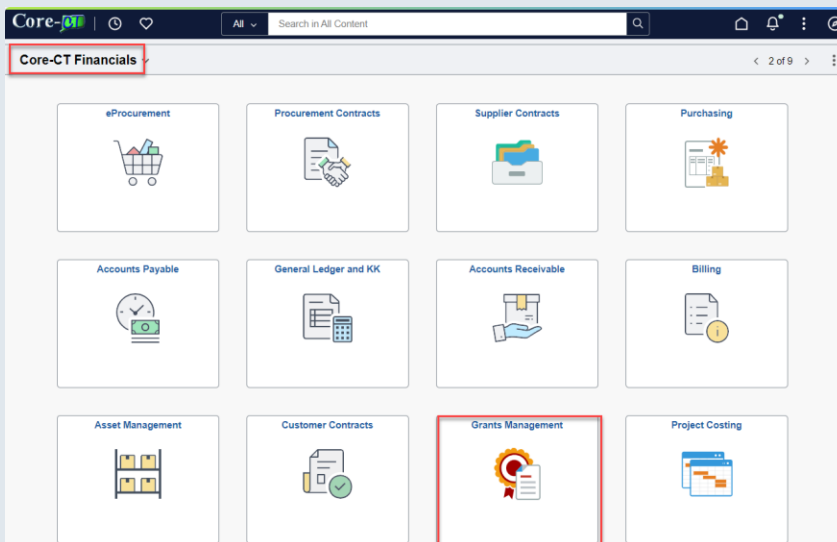 Core-CT
All
Search in All Content
Core-CT Financials
2 of 9
eProcurement
Procurement Contracts
Supplier Contracts
Purchasing
Accounts Payable
General Ledger and KK
Accounts Receivable
Billing
Asset Management
Customer Contracts
Grants Management
Project Costing